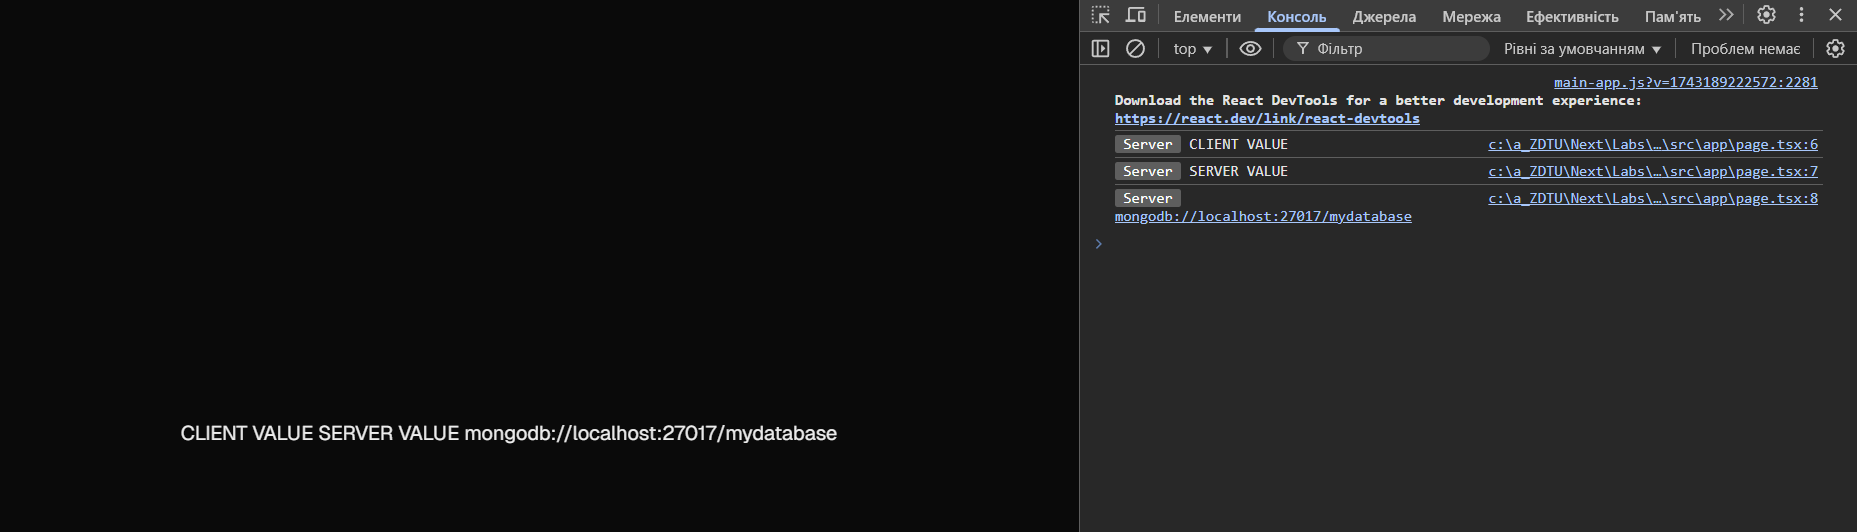 CLIENT VALUE SERVER VALUE mongodb://localhost:27017/mydatabase
Елементи Консоль Джерела Мережа Ефективність Пам'ять
top Фільтр Рівні за умовчанням Проблем немає
main-app.js?v=1743189222572:2281
Download the React DevTools for a better development experience:
https://react.dev/link/react-devtools
Server CLIENT VALUE c:\a_ZDTU\Next\Labs\…\src\app\page.tsx:6
Server SERVER VALUE c:\a_ZDTU\Next\Labs\…\src\app\page.tsx:7
Server c:\a_ZDTU\Next\Labs\…\src\app\page.tsx:8
mongodb://localhost:27017/mydatabase